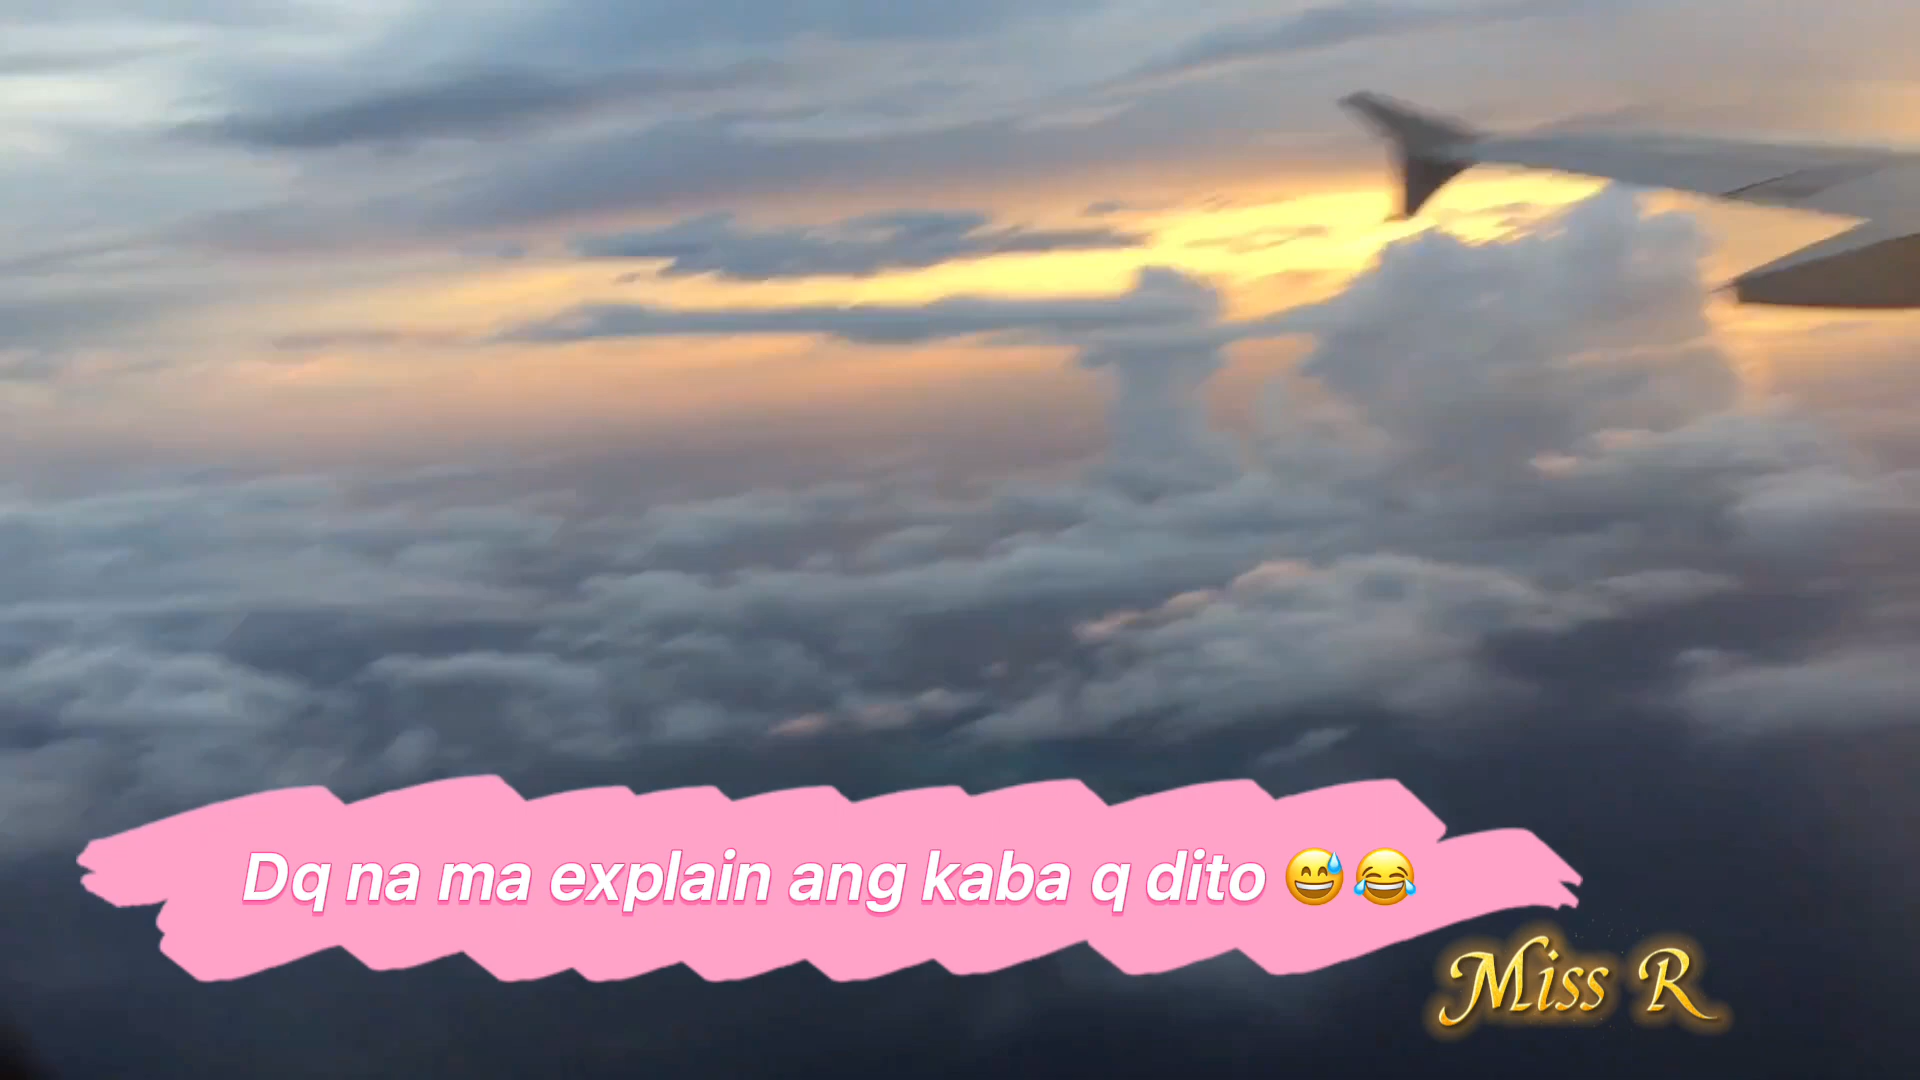 Dq na ma explain ang kaba q dito 😅😂
Miss R